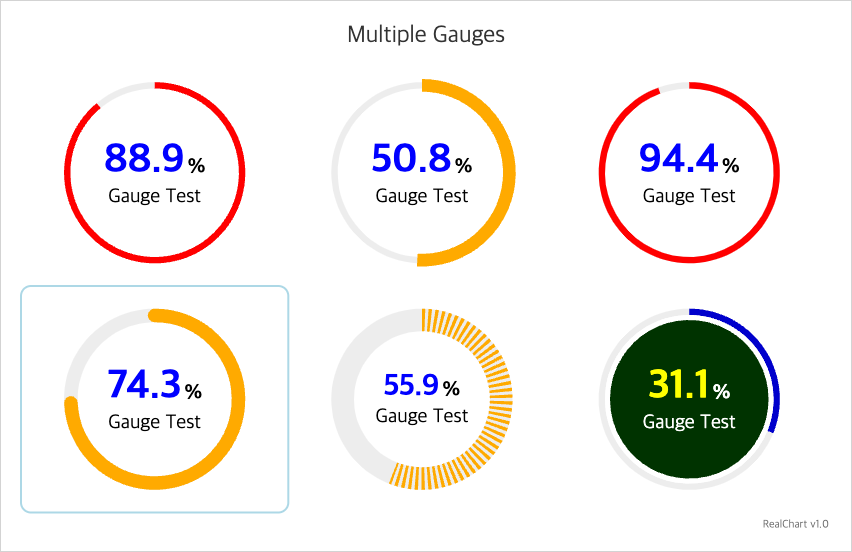 Multiple Gauges
88.9%
Gauge Test
50.8%
Gauge Test
94.4%
Gauge Test
74.3%
Gauge Test
55.9%
Gauge Test
31.1%
Gauge Test
RealChart v1.0